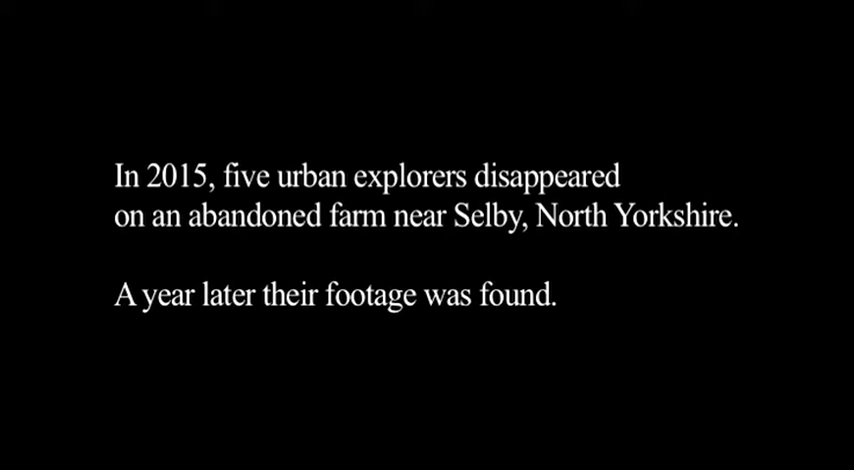 In 2015, five urban explorers disappeared
on an abandoned farm near Selby, North Yorkshire.
A year later their footage was found.